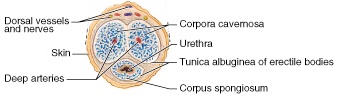 Dorsal vessels
and nerves
Skin
Deep arteries
Corpora cavernosa
Urethra
Tunica albuginea of erectile bodies
Corpus spongiosum